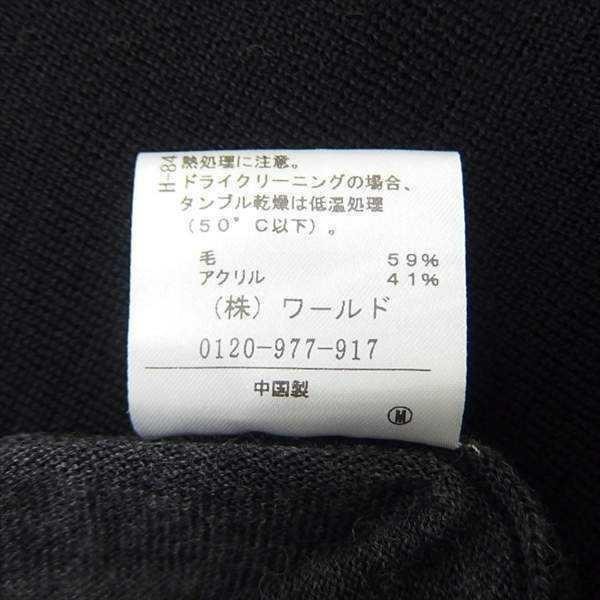 H-84
熱処理に注意。
ドライクリーニングの場合、
タンブル乾燥は低温処理
(50°C以下)。
毛 59%
アクリル 41%
(株)ワールド
0120-977-917
中国製
M